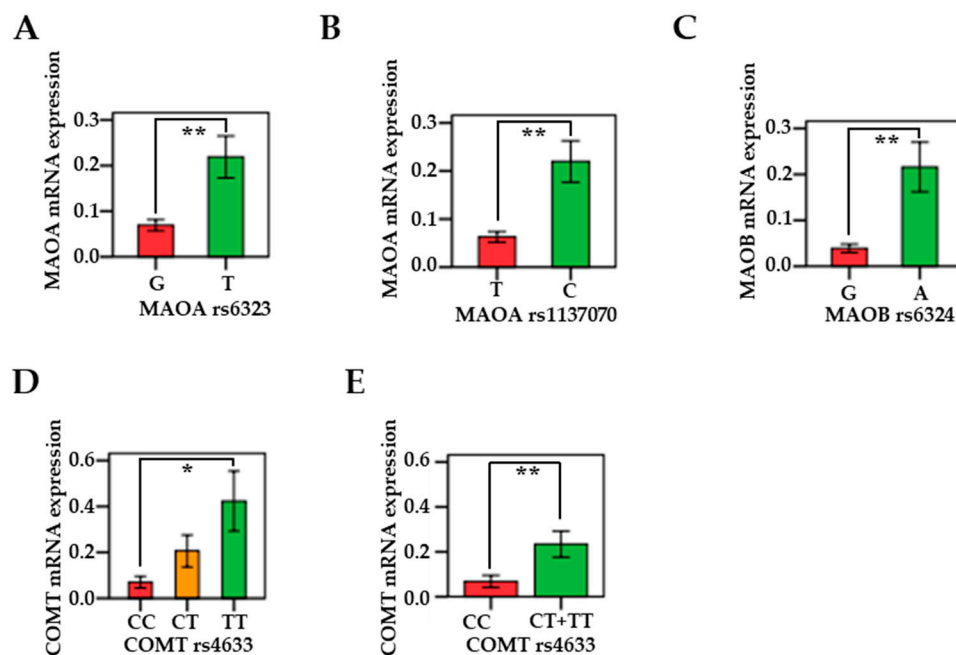 A
MAOA mRNA expression
0.3
0.2
0.1
0.0
**
G T
MAOA rs6323
B
MAOA mRNA expression
0.3
0.2
0.1
0.0
**
T C
MAOA rs1137070
C
MAOB mRNA expression
0.3
0.2
0.1
0.0
**
G A
MAOB rs6324
D
COMT mRNA expression
0.6
0.4
0.2
0.0
*
CC CT TT
COMT rs4633
E
COMT mRNA expression
0.6
0.4
0.2
0.0
**
CC CT+TT
COMT rs4633